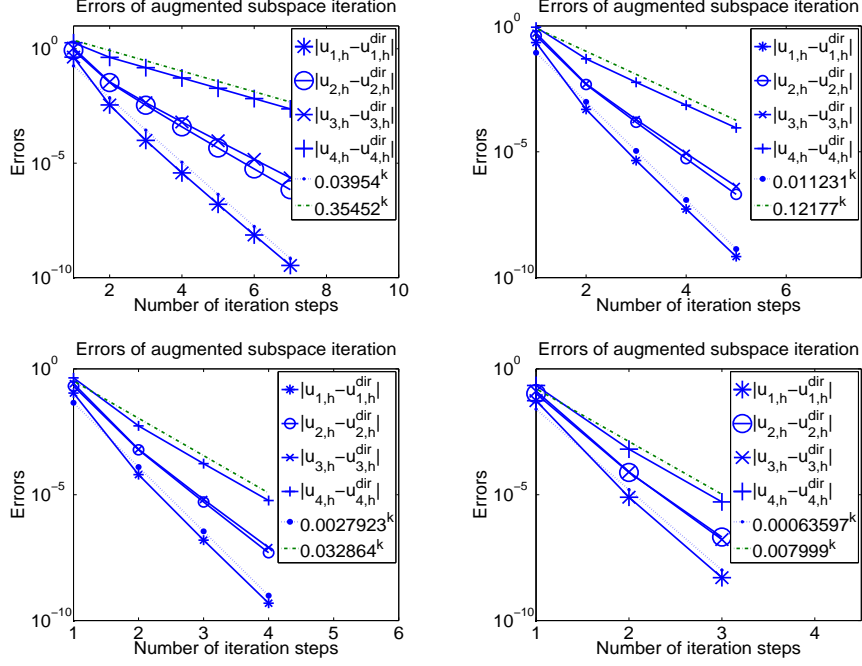 Errors of augmented subspace iteration
10^0
10^-5
10^-10
Errors
2 4 6 8 10
Number of iteration steps
|u_{1,h}−u_{1,h}^{dir}|
|u_{2,h}−u_{2,h}^{dir}|
|u_{3,h}−u_{3,h}^{dir}|
|u_{4,h}−u_{4,h}^{dir}|
0.03954^k
0.35452^k
Errors of augmented subspace iteration
10^0
10^-5
10^-10
Errors
2 4 6
Number of iteration steps
|u_{1,h}−u_{1,h}^{dir}|
|u_{2,h}−u_{2,h}^{dir}|
|u_{3,h}−u_{3,h}^{dir}|
|u_{4,h}−u_{4,h}^{dir}|
0.011231^k
0.12177^k
Errors of augmented subspace iteration
10^0
10^-5
10^-10
Errors
1 2 3 4 5 6
Number of iteration steps
|u_{1,h}−u_{1,h}^{dir}|
|u_{2,h}−u_{2,h}^{dir}|
|u_{3,h}−u_{3,h}^{dir}|
|u_{4,h}−u_{4,h}^{dir}|
0.0027923^k
0.032864^k
Errors of augmented subspace iteration
10^0
10^-5
10^-10
Errors
1 2 3 4
Number of iteration steps
|u_{1,h}−u_{1,h}^{dir}|
|u_{2,h}−u_{2,h}^{dir}|
|u_{3,h}−u_{3,h}^{dir}|
|u_{4,h}−u_{4,h}^{dir}|
0.00063597^k
0.007999^k